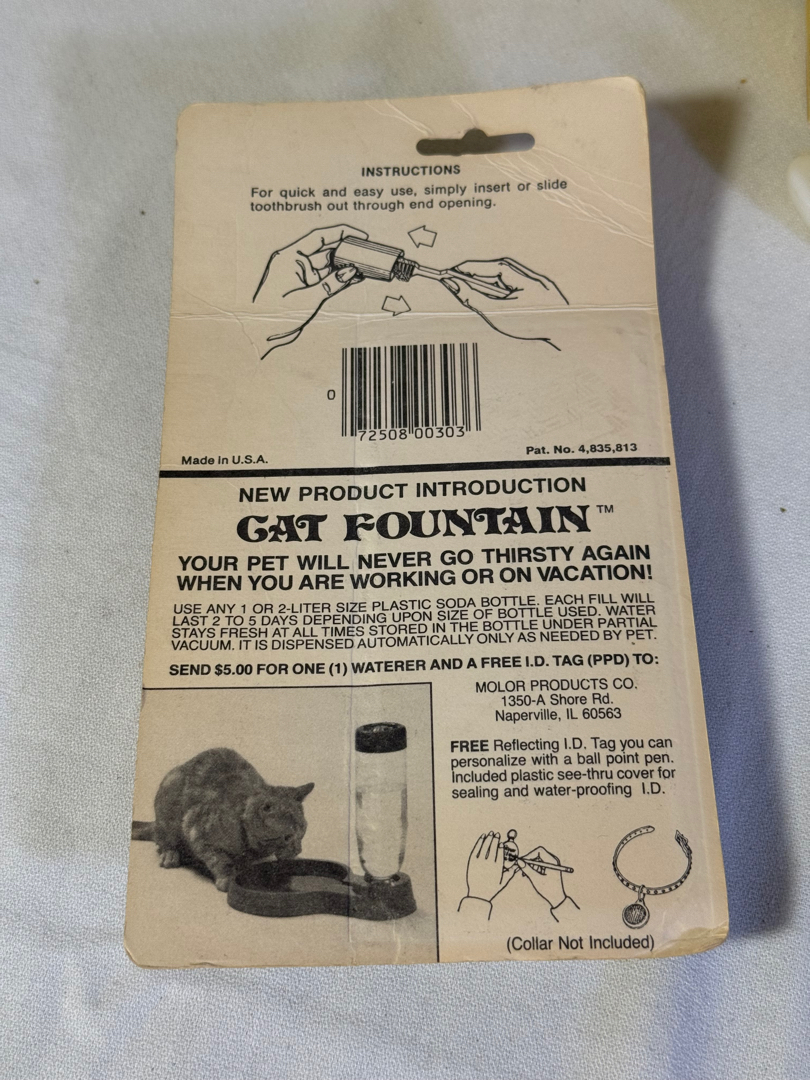 INSTRUCTIONS
For quick and easy use, simply insert or slide
toothbrush out through end opening.
0
72508 00303
Made in U.S.A.
Pat. No. 4,835,813
NEW PRODUCT INTRODUCTION
CAT FOUNTAIN™
YOUR PET WILL NEVER GO THIRSTY AGAIN
WHEN YOU ARE WORKING OR ON VACATION!
USE ANY 1 OR 2-LITER SIZE PLASTIC SODA BOTTLE. EACH FILL WILL
LAST 2 TO 5 DAYS DEPENDING UPON SIZE OF BOTTLE USED. WATER
STAYS FRESH AT ALL TIMES STORED IN THE BOTTLE UNDER PARTIAL
VACUUM. IT IS DISPENSED AUTOMATICALLY ONLY AS NEEDED BY PET.
SEND $5.00 FOR ONE (1) WATERER AND A FREE I.D. TAG (PPD) TO:
MOLOR PRODUCTS CO.
1350-A Shore Rd.
Naperville, IL 60563
FREE Reflecting I.D. Tag you can
personalize with a ball point pen.
Included plastic see-thru cover for
sealing and water-proofing I.D.
(Collar Not Included)